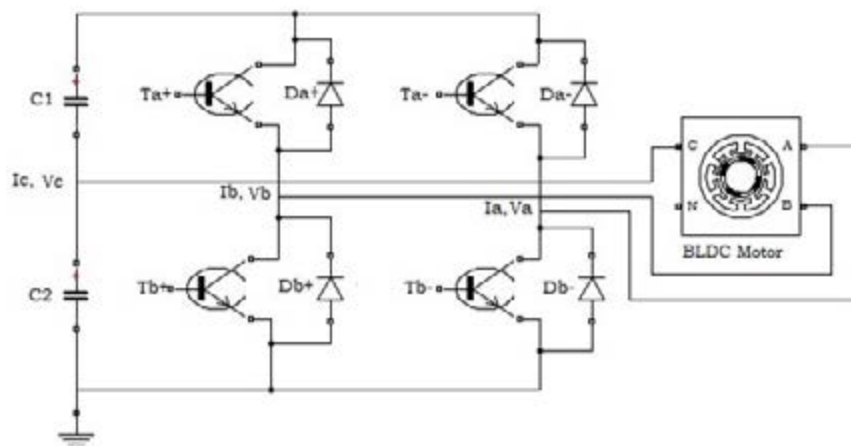 Ta+
Da+
Ta-
Da-
C1
C
A
Ic, Vc
Ib, Vb
Ia,Va
N
B
BLDC Motor
Tb+
Db+
Tb-
Db-
C2